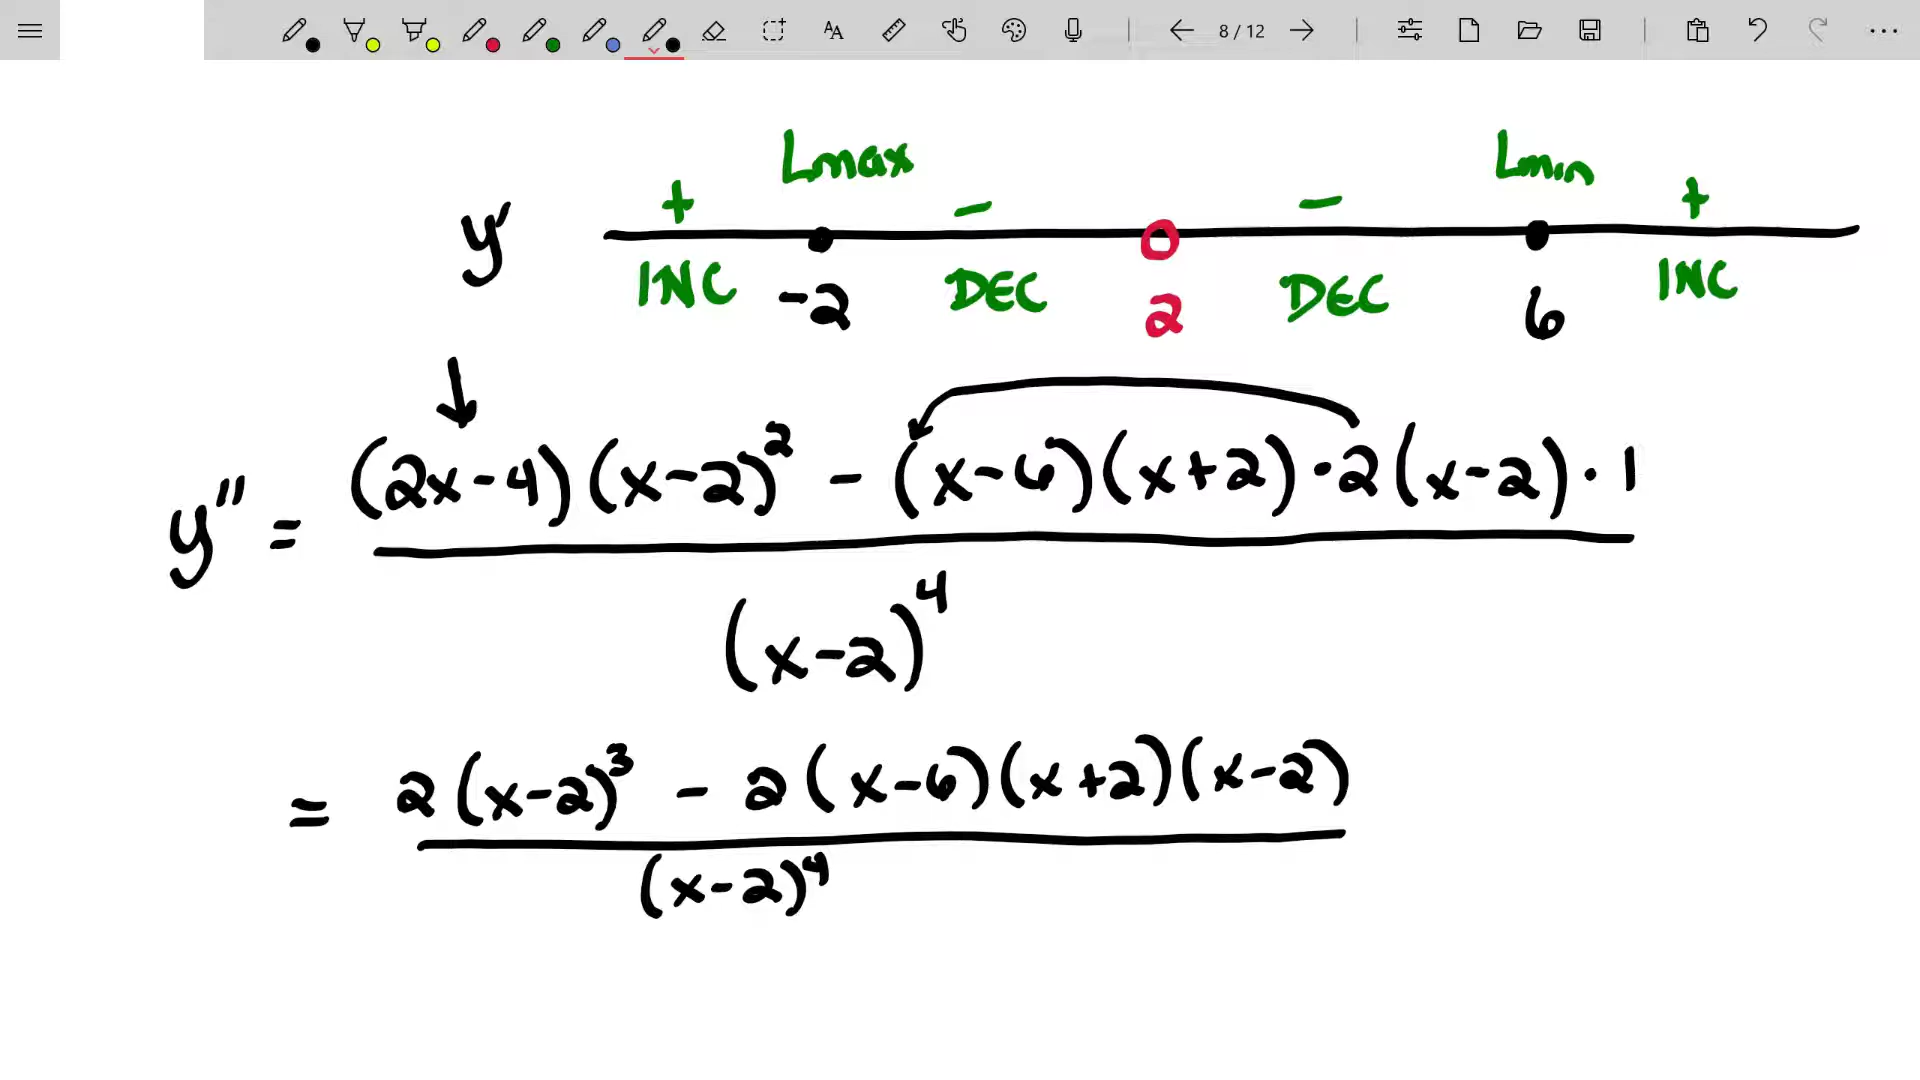 8 / 12
Lmax Lmin
+ − − +
y'
INC -2 DEC 2 DEC 6 INC
y'' = (2x-4)(x-2)² - (x-6)(x+2)·2(x-2)·1
(x-2)⁴
= 2(x-2)³ - 2(x-6)(x+2)(x-2)
(x-2)⁴